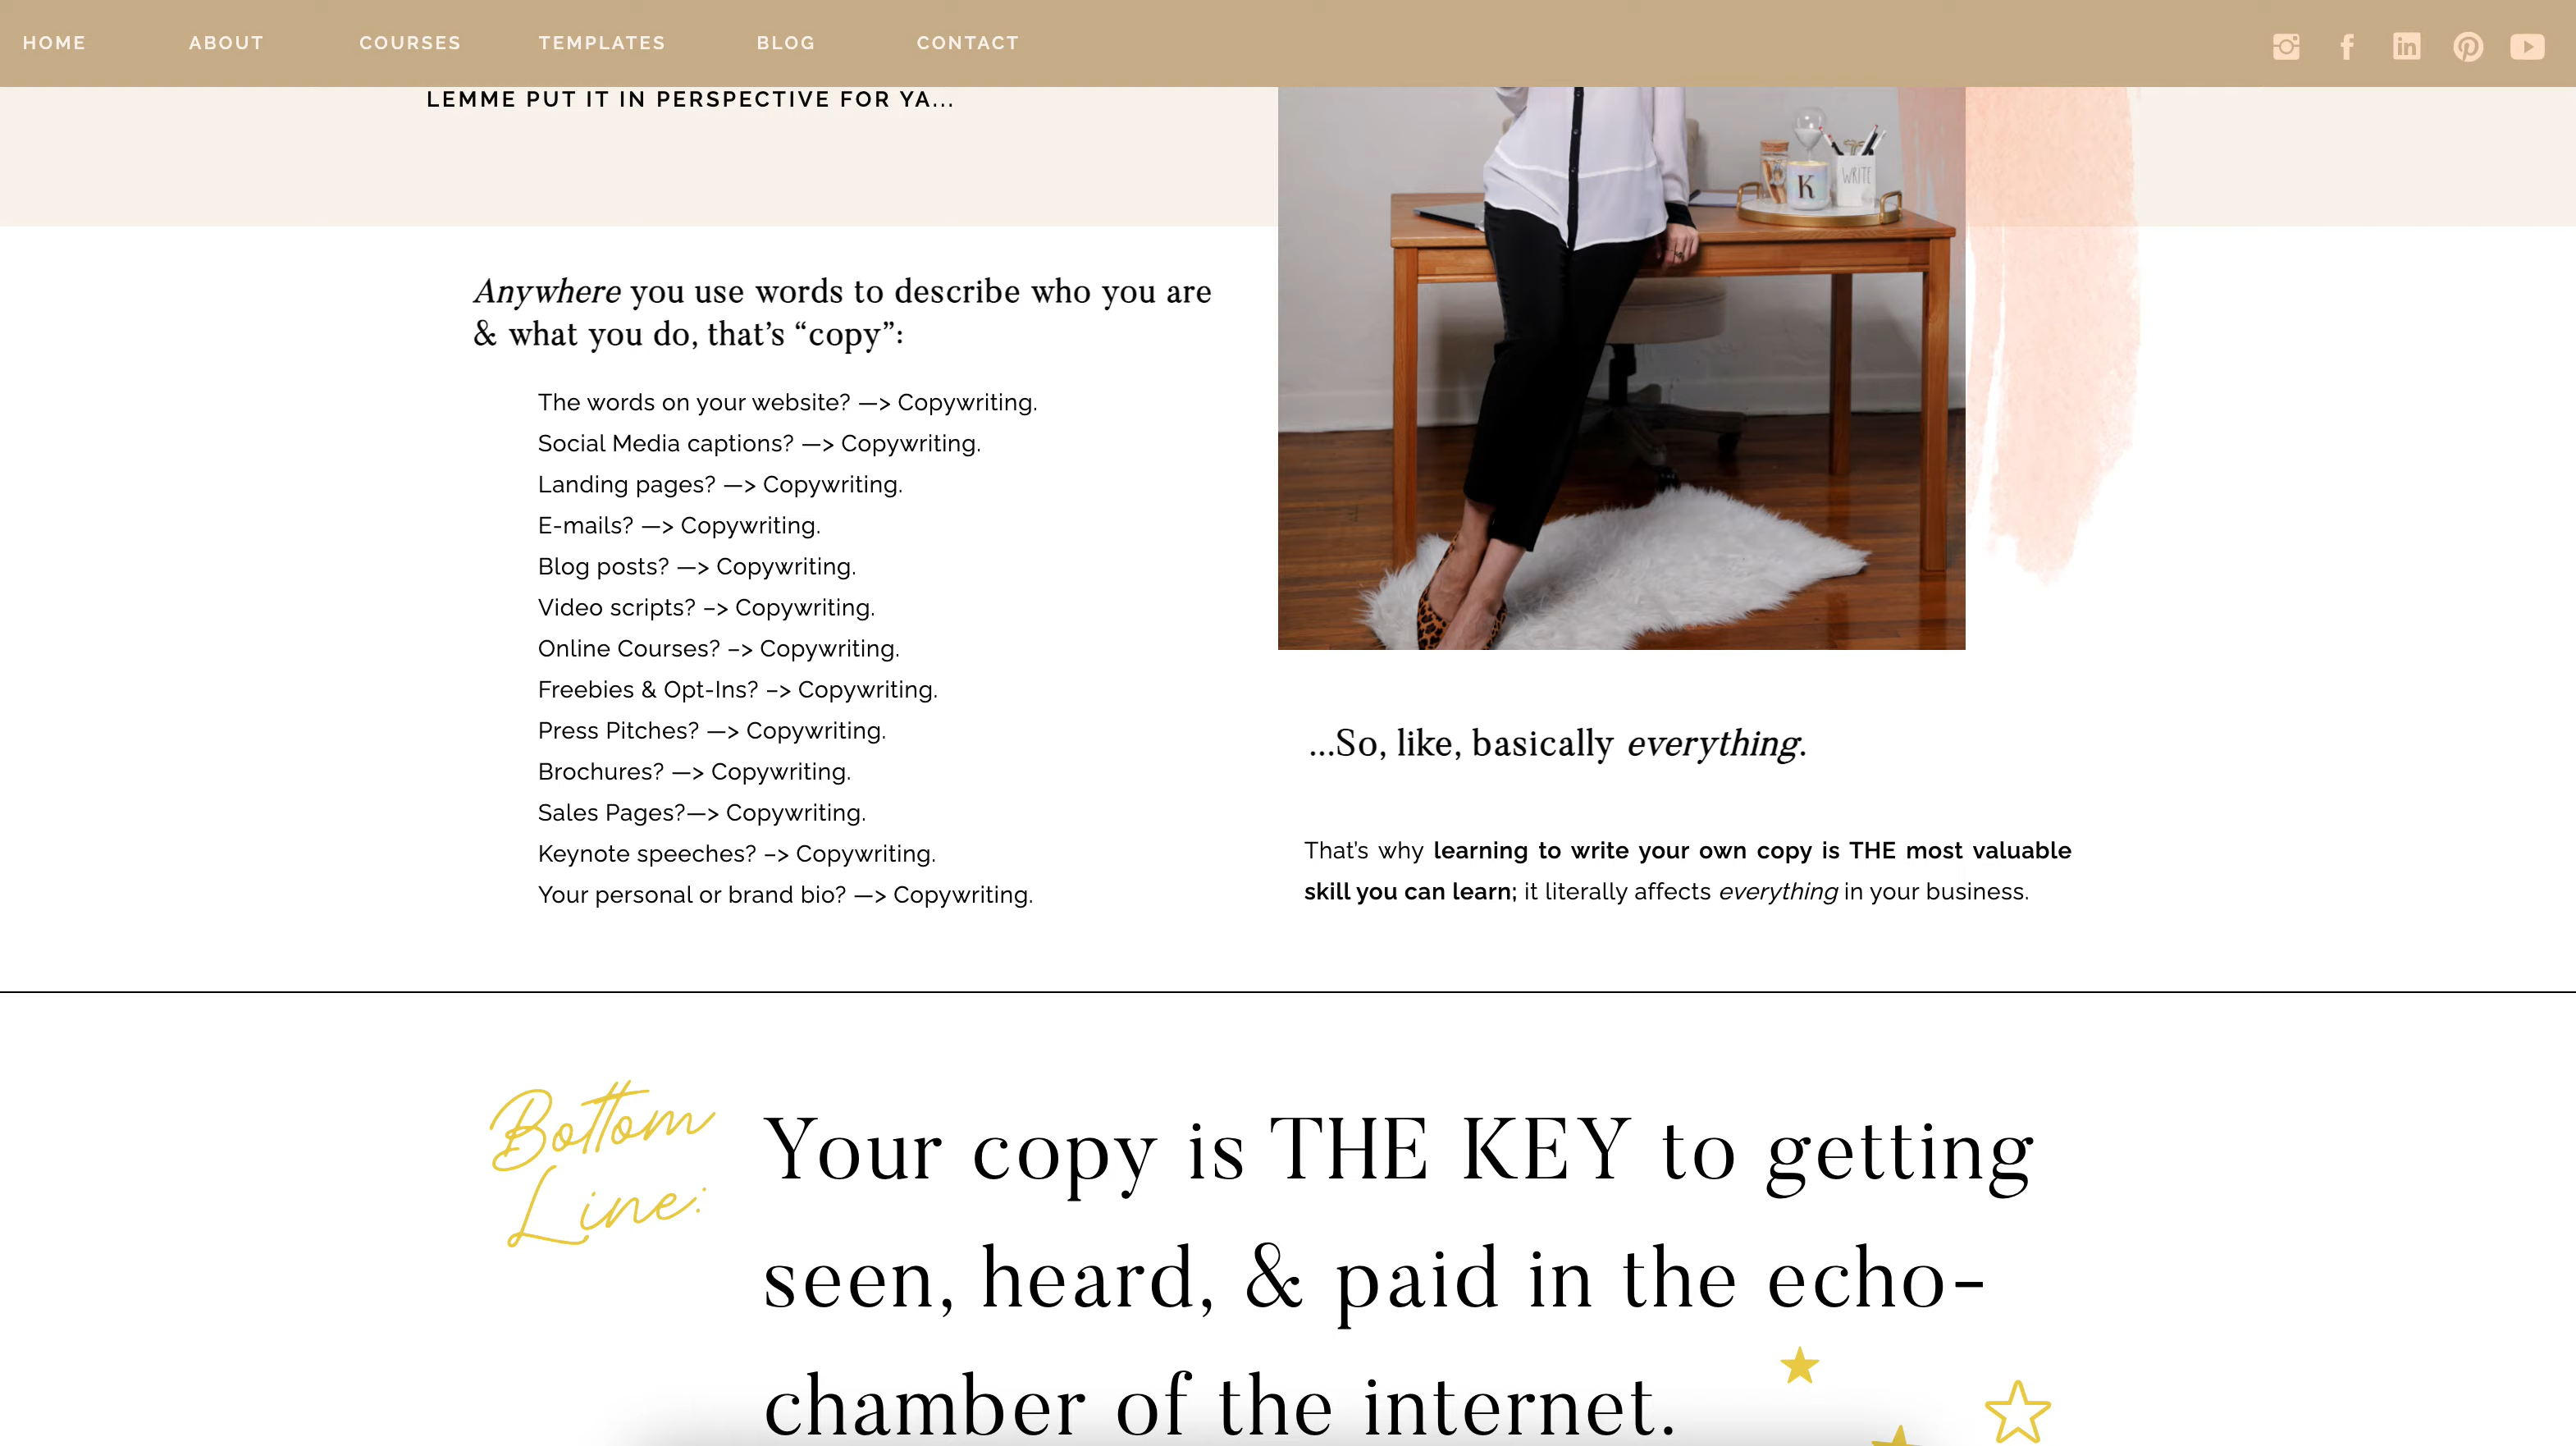 HOME ABOUT COURSES TEMPLATES BLOG CONTACT
LEMME PUT IT IN PERSPECTIVE FOR YA...
Anywhere you use words to describe who you are
& what you do, that’s “copy”:
The words on your website? —> Copywriting.
Social Media captions? —> Copywriting.
Landing pages? —> Copywriting.
E-mails? —> Copywriting.
Blog posts? —> Copywriting.
Video scripts? –> Copywriting.
Online Courses? –> Copywriting.
Freebies & Opt-Ins? –> Copywriting.
Press Pitches? —> Copywriting.
Brochures? —> Copywriting.
Sales Pages?—> Copywriting.
Keynote speeches? –> Copywriting.
Your personal or brand bio? —> Copywriting.
K
WRITE
...So, like, basically everything.
That’s why learning to write your own copy is THE most valuable
skill you can learn; it literally affects everything in your business.
Bottom
Line:
Your copy is THE KEY to getting
seen, heard, & paid in the echo-
chamber of the internet.